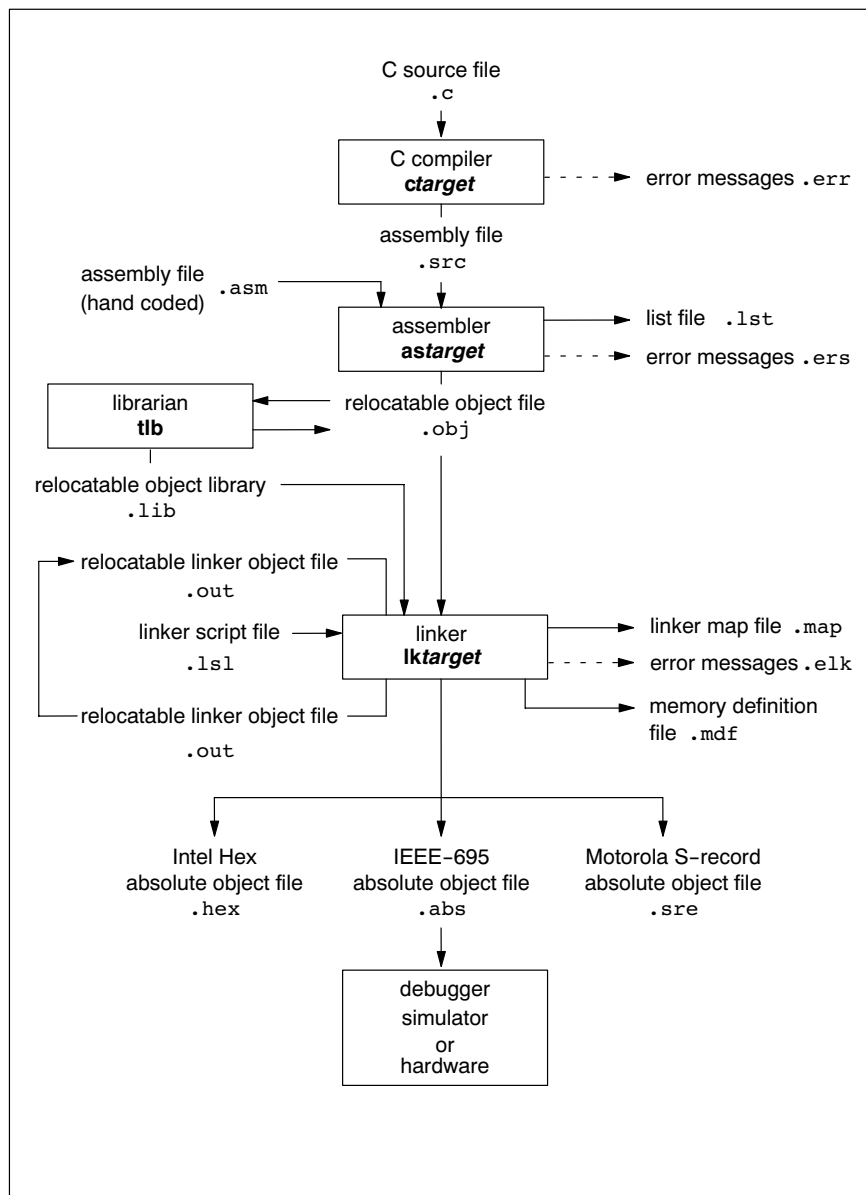 C source file
.c
C compiler
ctarget
error messages .err
assembly file
.src
assembly file
(hand coded)
.asm
assembler
astarget
list file .lst
error messages .ers
librarian
tlb
relocatable object file
.obj
relocatable object library
.lib
relocatable linker object file
.out
linker script file
.lsl
linker
lktarget
linker map file .map
error messages .elk
memory definition
file .mdf
relocatable linker object file
.out
Intel Hex
absolute object file
.hex
IEEE-695
absolute object file
.abs
Motorola S-record
absolute object file
.sre
debugger
simulator
or
hardware